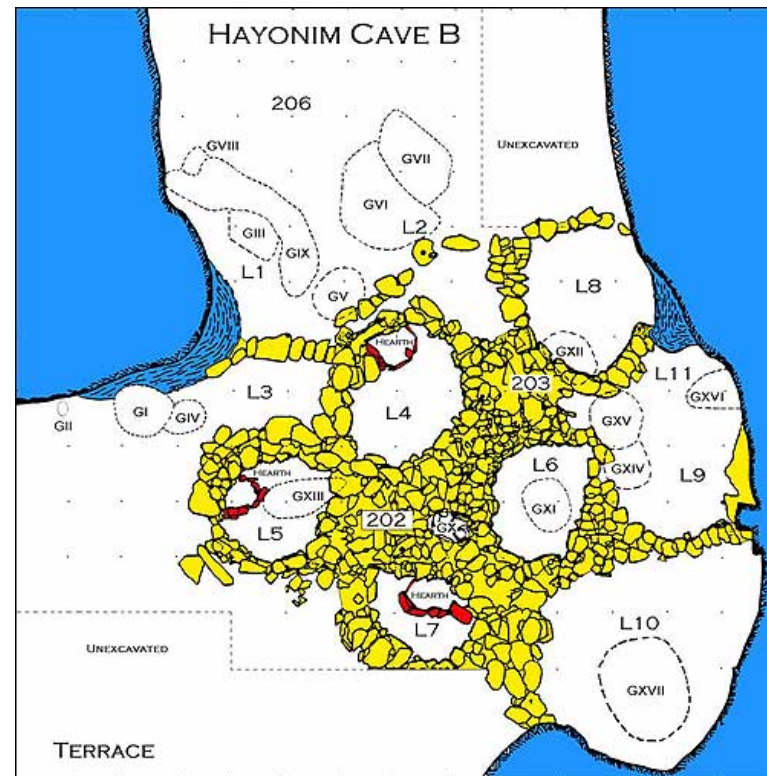 HAYONIM CAVE B
206
UNEXCAVATED
GVIII
GVII
GVI
GIII
GIX
L2
L1
GV
L8
HEARTH
GXII
203
L11
L3
L4
GXVI
GI
GII
GIV
GXV
L6
GXIV
HEARTH
GXIII
L9
GXI
202
GX
L5
HEARTH
L7
L10
UNEXCAVATED
GXVII
TERRACE